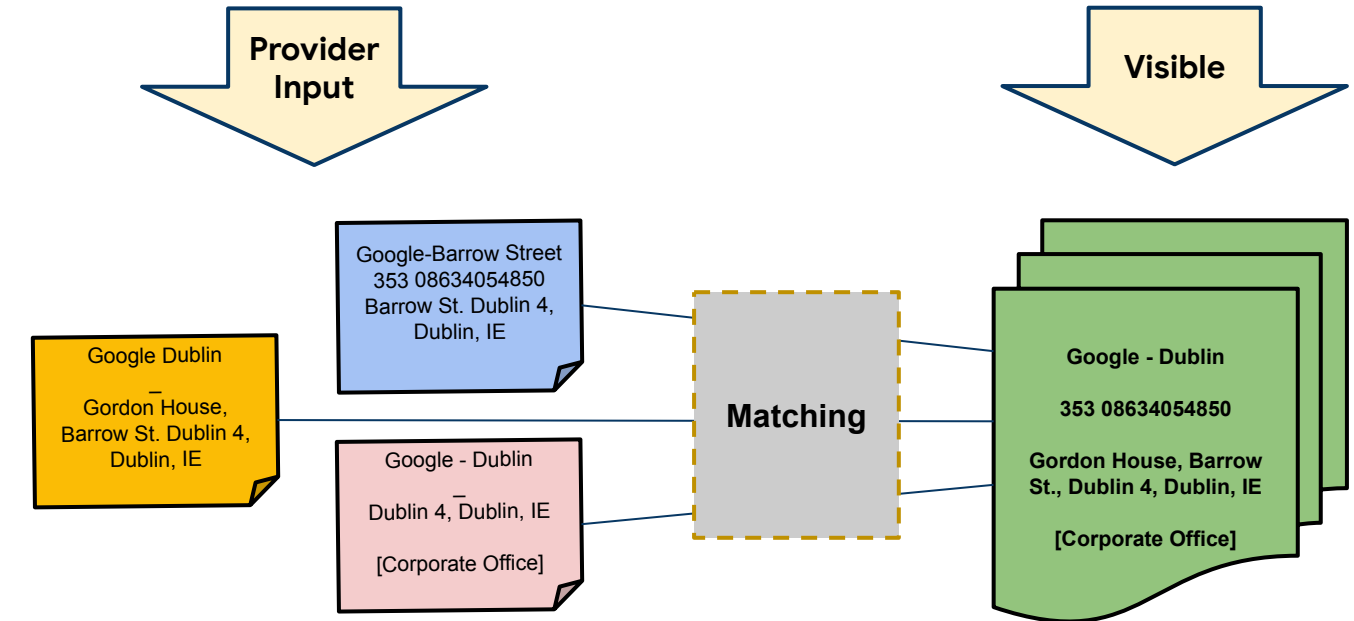 Provider
Input
Visible
Google-Barrow Street
353 08634054850
Barrow St. Dublin 4,
Dublin, IE
Google Dublin
_
Gordon House,
Barrow St. Dublin 4,
Dublin, IE
Google - Dublin
_
Dublin 4, Dublin, IE
[Corporate Office]
Matching
Google - Dublin
353 08634054850
Gordon House, Barrow
St., Dublin 4, Dublin, IE
[Corporate Office]